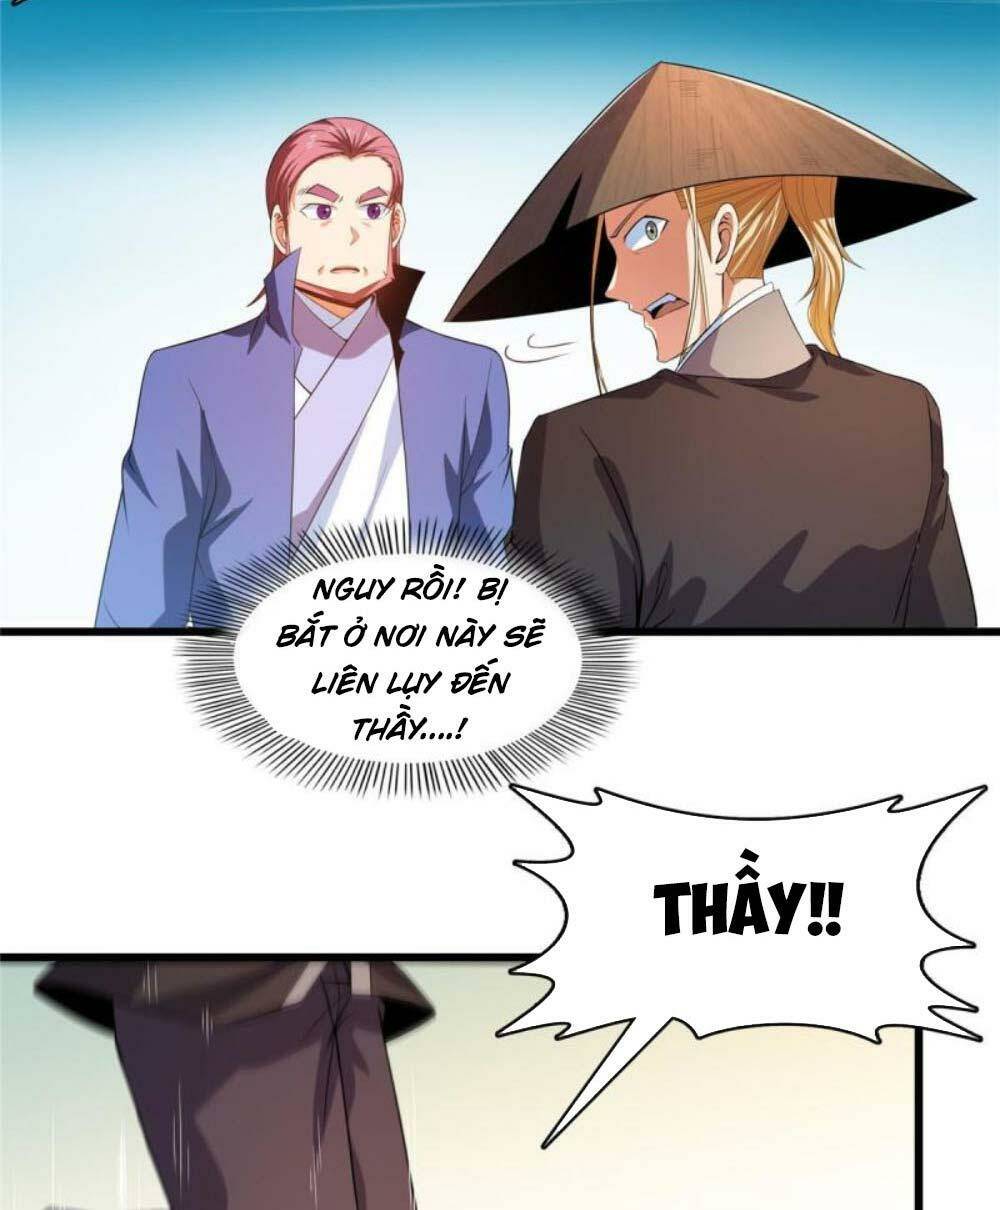 NGUY RỒI! BỊ
BẮT Ở NƠI NÀY SẼ
LIÊN LỤY ĐẾN
THẦY....!
THẦY!!